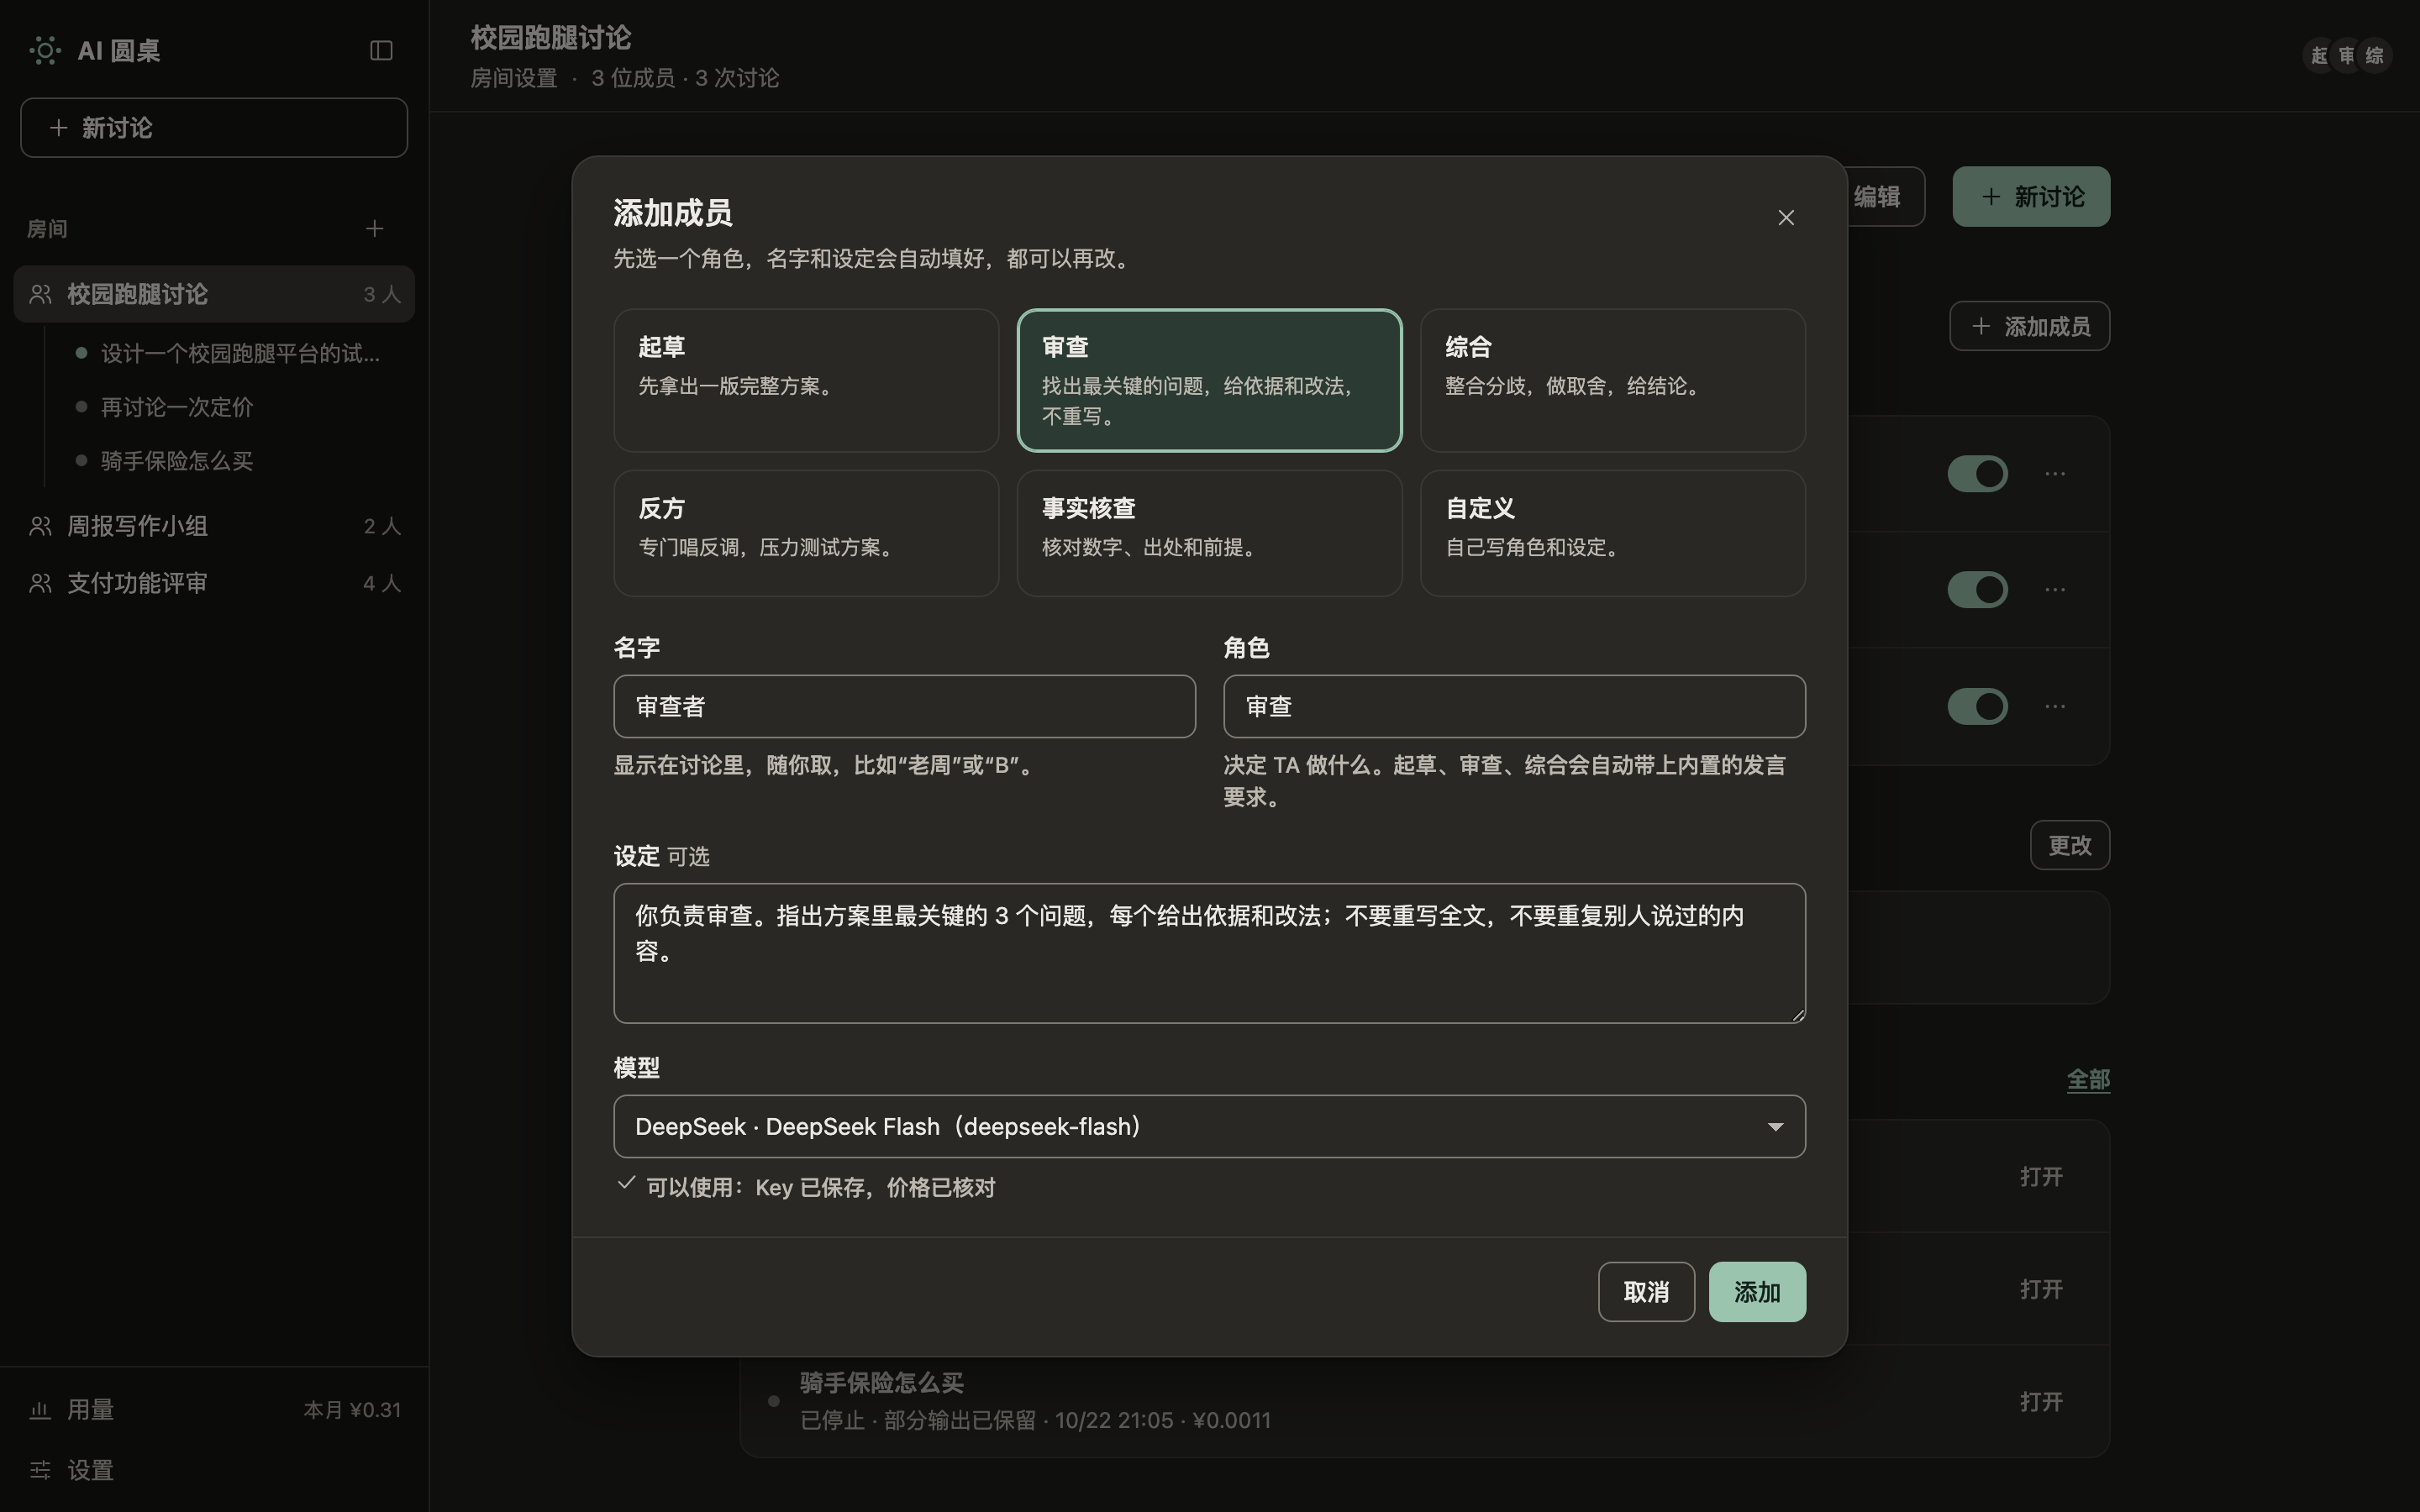 AI 圆桌
新讨论
房间
校园跑腿讨论
3 人
设计一个校园跑腿平台的试...
再讨论一次定价
骑手保险怎么买
周报写作小组
2 人
支付功能评审
4 人
用量
本月 ¥0.31
设置
校园跑腿讨论
房间设置 · 3 位成员 · 3 次讨论
起
审
综
编辑
新讨论
添加成员
更改
全部
打开
打开
打开
骑手保险怎么买
已停止 · 部分输出已保留 · 10/22 21:05 · ¥0.0011
添加成员
先选一个角色，名字和设定会自动填好，都可以再改。
起草
先拿出一版完整方案。
审查
找出最关键的问题，给依据和改法，
不重写。
综合
整合分歧，做取舍，给结论。
反方
专门唱反调，压力测试方案。
事实核查
核对数字、出处和前提。
自定义
自己写角色和设定。
名字
审查者
显示在讨论里，随你取，比如“老周”或“B”。
角色
审查
决定 TA 做什么。起草、审查、综合会自动带上内置的发言
要求。
设定 可选
你负责审查。指出方案里最关键的 3 个问题，每个给出依据和改法；不要重写全文，不要重复别人说过的内
容。
模型
DeepSeek · DeepSeek Flash（deepseek-flash）
可以使用：Key 已保存，价格已核对
取消
添加